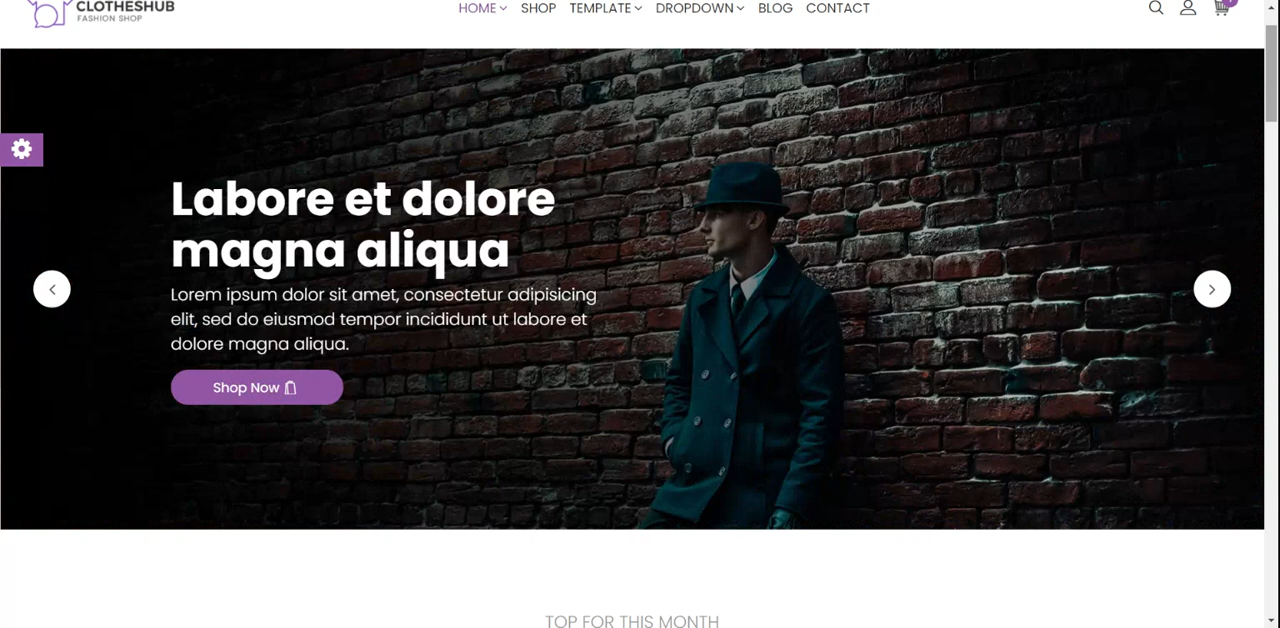 CLOTHESHUB
FASHION SHOP
HOME SHOP TEMPLATE DROPDOWN BLOG CONTACT
Labore et dolore
magna aliqua
Lorem ipsum dolor sit amet, consectetur adipisicing
elit, sed do eiusmod tempor incididunt ut labore et
dolore magna aliqua.
Shop Now
TOP FOR THIS MONTH